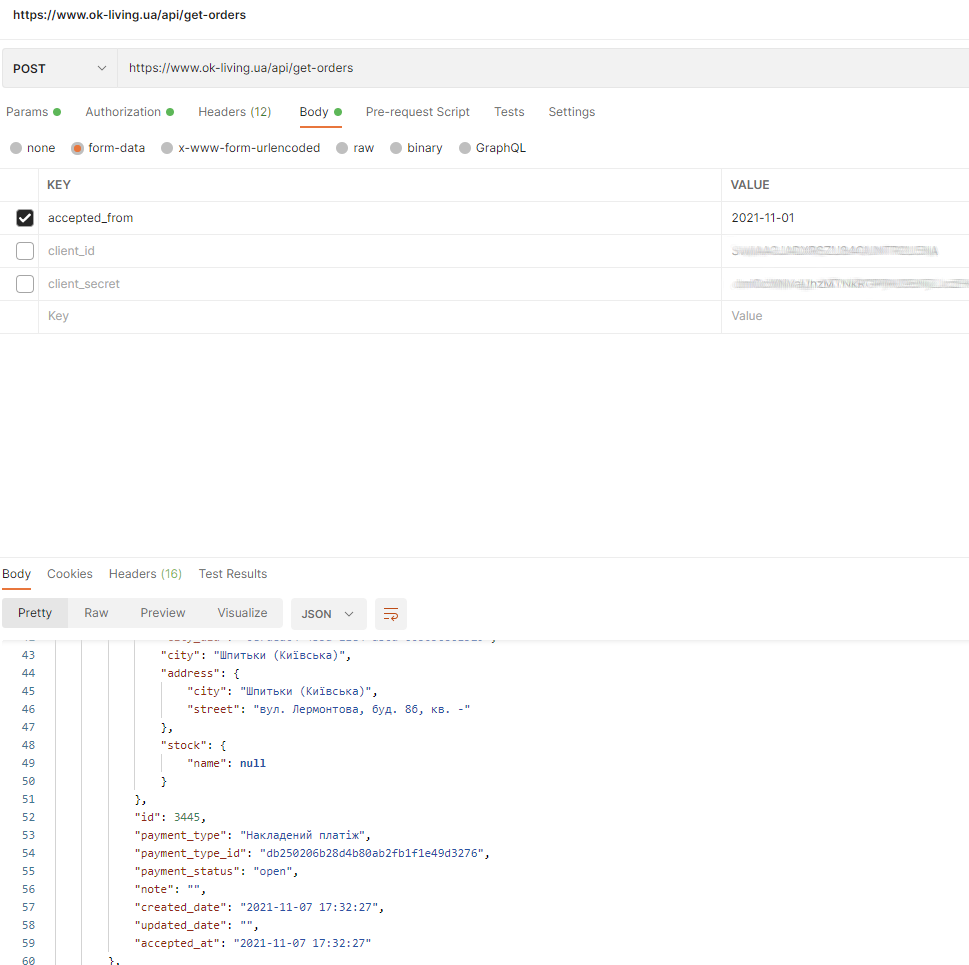 https://www.ok-living.ua/api/get-orders
POST https://www.ok-living.ua/api/get-orders
Params Authorization Headers (12) Body Pre-request Script Tests Settings
none form-data x-www-form-urlencoded raw binary GraphQL
KEY VALUE
accepted_from 2021-11-01
client_id
client_secret
Key Value
Body Cookies Headers (16) Test Results
Pretty Raw Preview Visualize JSON
43 "city": "Шпитьки (Київська)",
44 "address": {
45 "city": "Шпитьки (Київська)",
46 "street": "вул. Лермонтова, буд. 86, кв. -"
47 },
48 "stock": {
49 "name": null
50 }
51 },
52 "id": 3445,
53 "payment_type": "Накладений платіж",
54 "payment_type_id": "db250206b28d4b80ab2fb1f1e49d3276",
55 "payment_status": "open",
56 "note": "",
57 "created_date": "2021-11-07 17:32:27",
58 "updated_date": "",
59 "accepted_at": "2021-11-07 17:32:27"
60 },